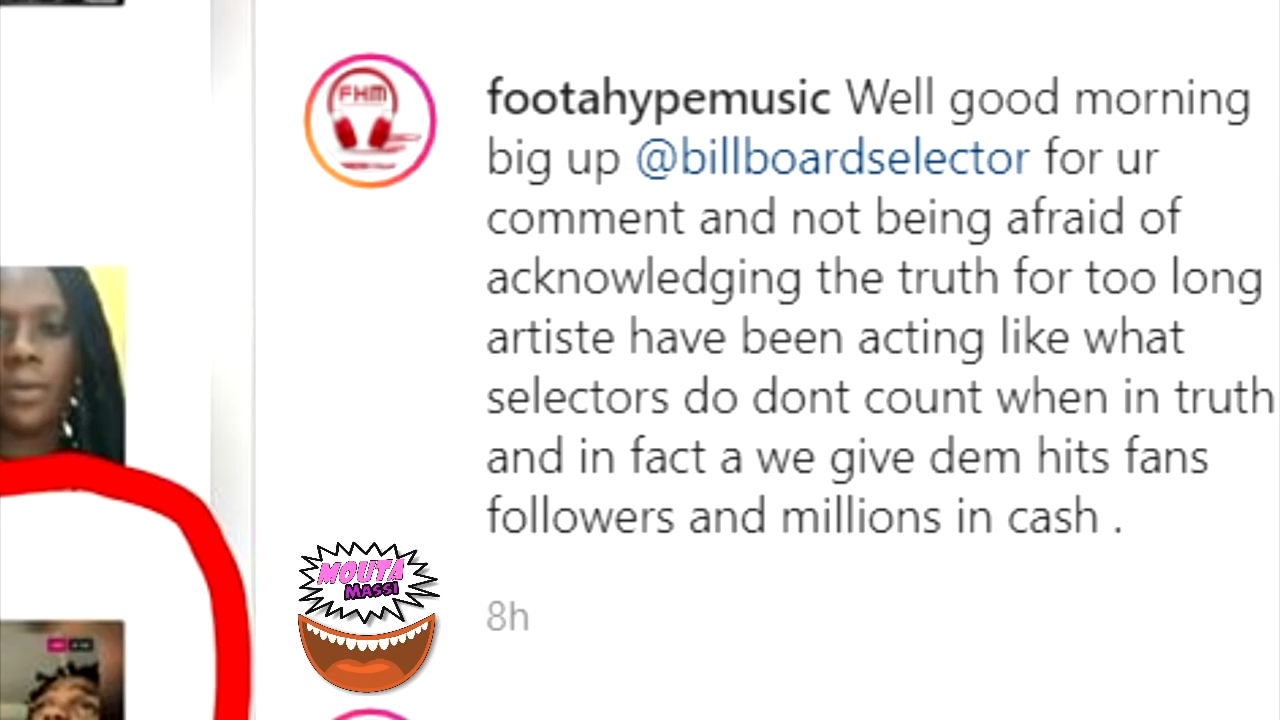 footahypemusic Well good morning
big up @billboardselector for ur
comment and not being afraid of
acknowledging the truth for too long
artiste have been acting like what
selectors do dont count when in truth
and in fact a we give dem hits fans
followers and millions in cash .
8h
FHM
MOUTA
MASSI